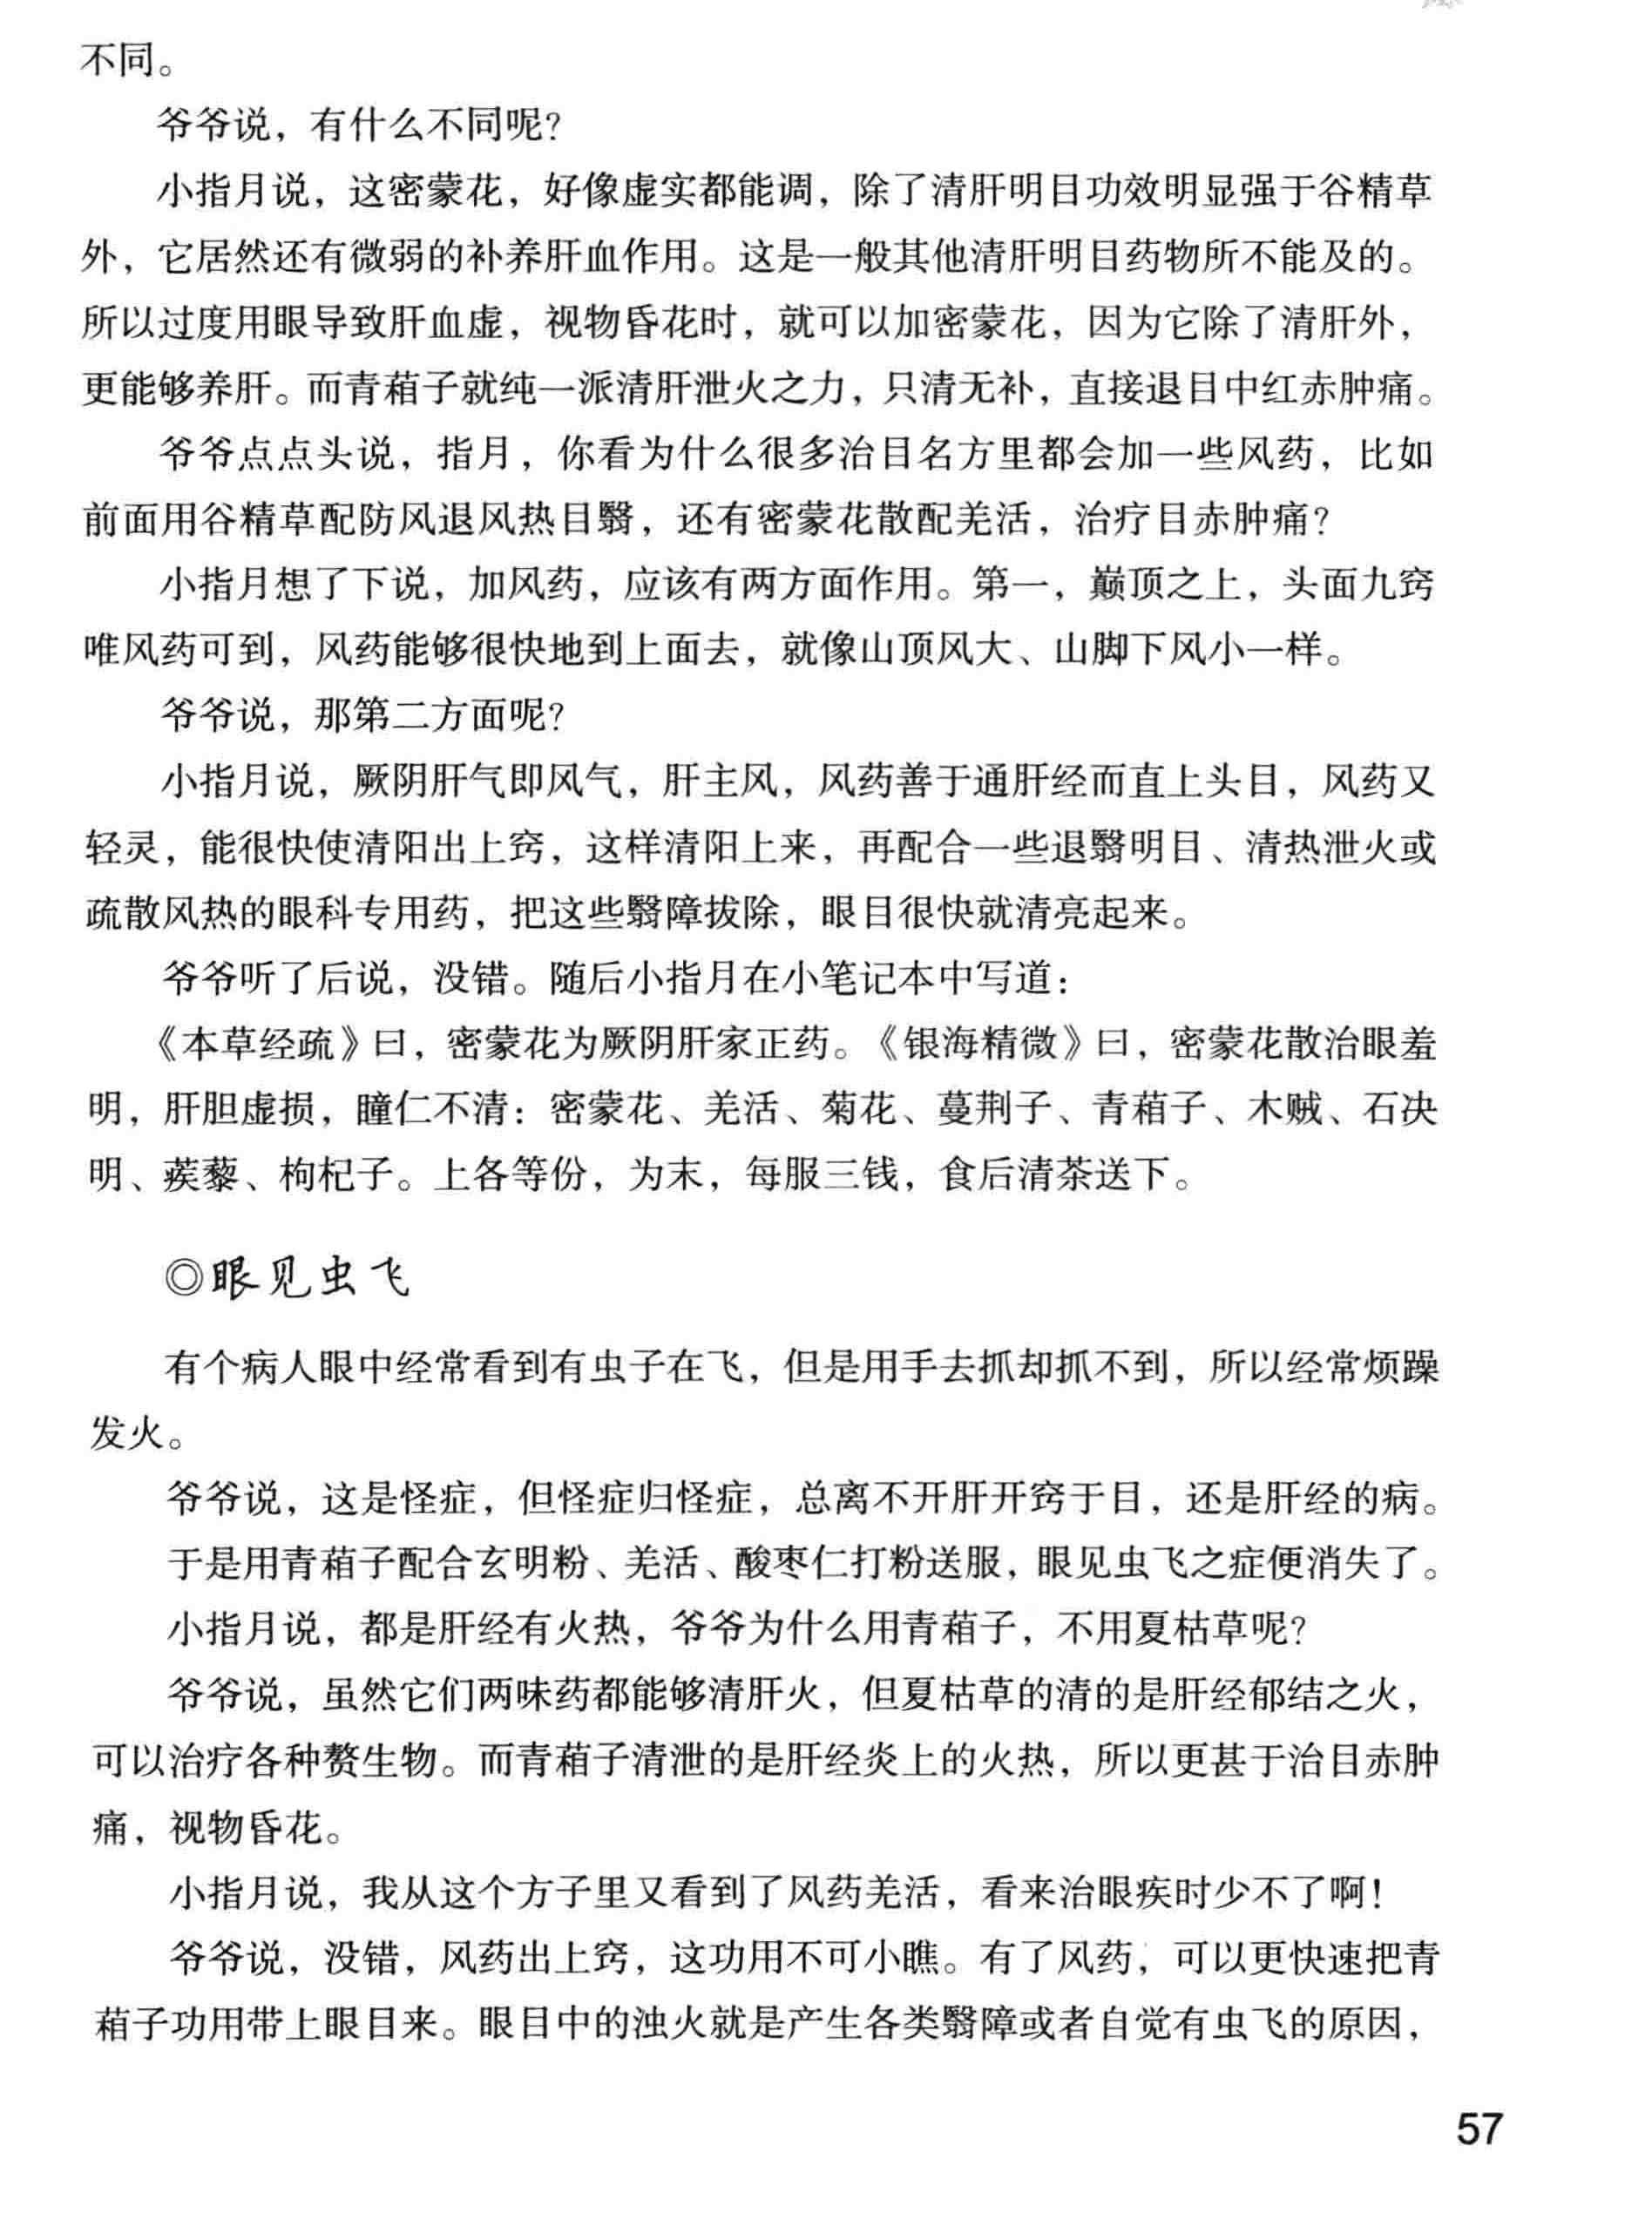 不同。
爷爷说，有什么不同呢？
小指月说，这密蒙花，好像虚实都能调，除了清肝明目功效明显强于谷精草
外，它居然还有微弱的补养肝血作用。这是一般其他清肝明目药物所不能及的。
所以过度用眼导致肝血虚，视物昏花时，就可以加密蒙花，因为它除了清肝外，
更能够养肝。而青葙子就纯一派清肝泄火之力，只清无补，直接退目中红赤肿痛。
爷爷点点头说，指月，你看为什么很多治目名方里都会加一些风药，比如
前面用谷精草配防风退风热目翳，还有密蒙花散配羌活，治疗目赤肿痛？
小指月想了下说，加风药，应该有两方面作用。第一，巅顶之上，头面九窍
唯风药可到，风药能够很快地到上面去，就像山顶风大、山脚下风小一样。
爷爷说，那第二方面呢？
小指月说，厥阴肝气即风气，肝主风，风药善于通肝经而直上头目，风药又
轻灵，能很快使清阳出上窍，这样清阳上来，再配合一些退翳明目、清热泄火或
疏散风热的眼科专用药，把这些翳障拔除，眼目很快就清亮起来。
爷爷听了后说，没错。随后小指月在小笔记本中写道：
《本草经疏》曰，密蒙花为厥阴肝家正药。《银海精微》曰，密蒙花散治眼羞
明，肝胆虚损，瞳仁不清：密蒙花、羌活、菊花、蔓荆子、青葙子、木贼、石决
明、蒺藜、枸杞子。上各等份，为末，每服三钱，食后清茶送下。
◎眼见虫飞
有个病人眼中经常看到有虫子在飞，但是用手去抓却抓不到，所以经常烦躁
发火。
爷爷说，这是怪症，但怪症归怪症，总离不开肝开窍于目，还是肝经的病。
于是用青葙子配合玄明粉、羌活、酸枣仁打粉送服，眼见虫飞之症便消失了。
小指月说，都是肝经有火热，爷爷为什么用青葙子，不用夏枯草呢？
爷爷说，虽然它们两味药都能够清肝火，但夏枯草的清的是肝经郁结之火，
可以治疗各种赘生物。而青葙子清泄的是肝经炎上的火热，所以更甚于治目赤肿
痛，视物昏花。
小指月说，我从这个方子里又看到了风药羌活，看来治眼疾时少不了啊！
爷爷说，没错，风药出上窍，这功用不可小瞧。有了风药，可以更快速把青
葙子功用带上眼目来。眼目中的浊火就是产生各类翳障或者自觉有虫飞的原因，
57